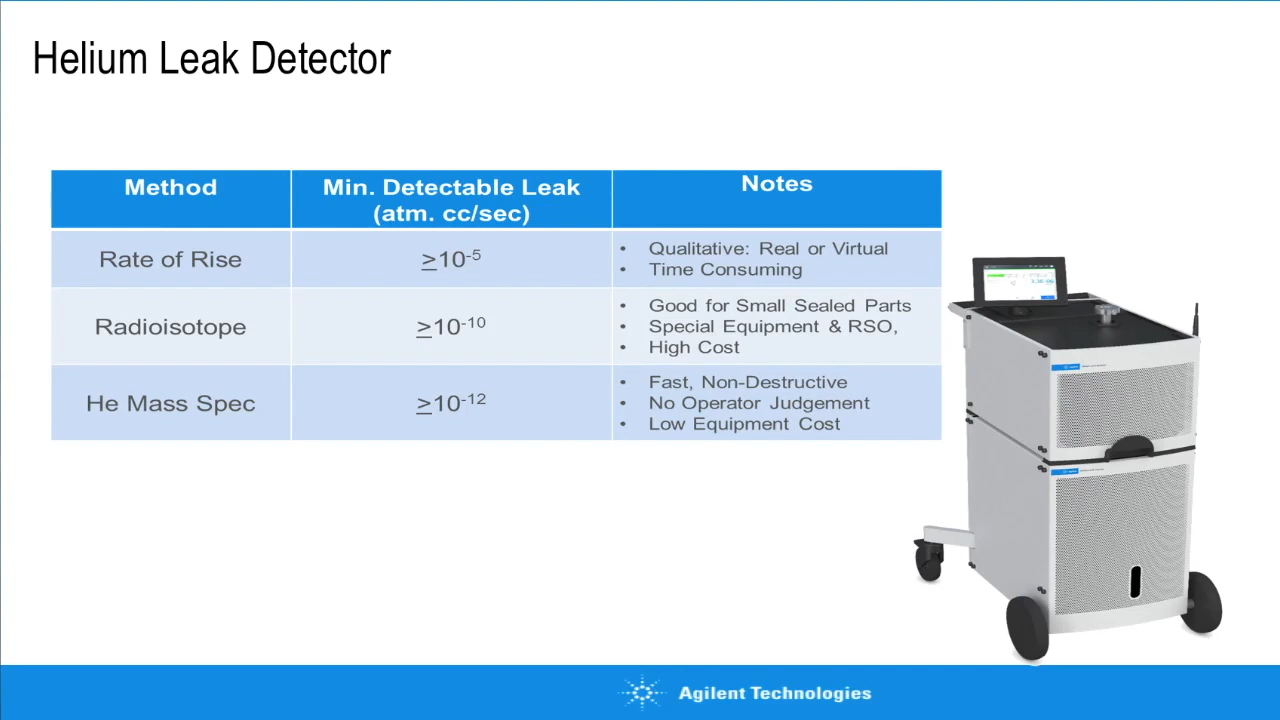 Helium Leak Detector
Method
Min. Detectable Leak
(atm. cc/sec)
Notes
Rate of Rise
≥10⁻⁵
• Qualitative: Real or Virtual
• Time Consuming
Radioisotope
≥10⁻¹⁰
• Good for Small Sealed Parts
• Special Equipment & RSO,
• High Cost
He Mass Spec
≥10⁻¹²
• Fast, Non-Destructive
• No Operator Judgement
• Low Equipment Cost
Agilent Technologies